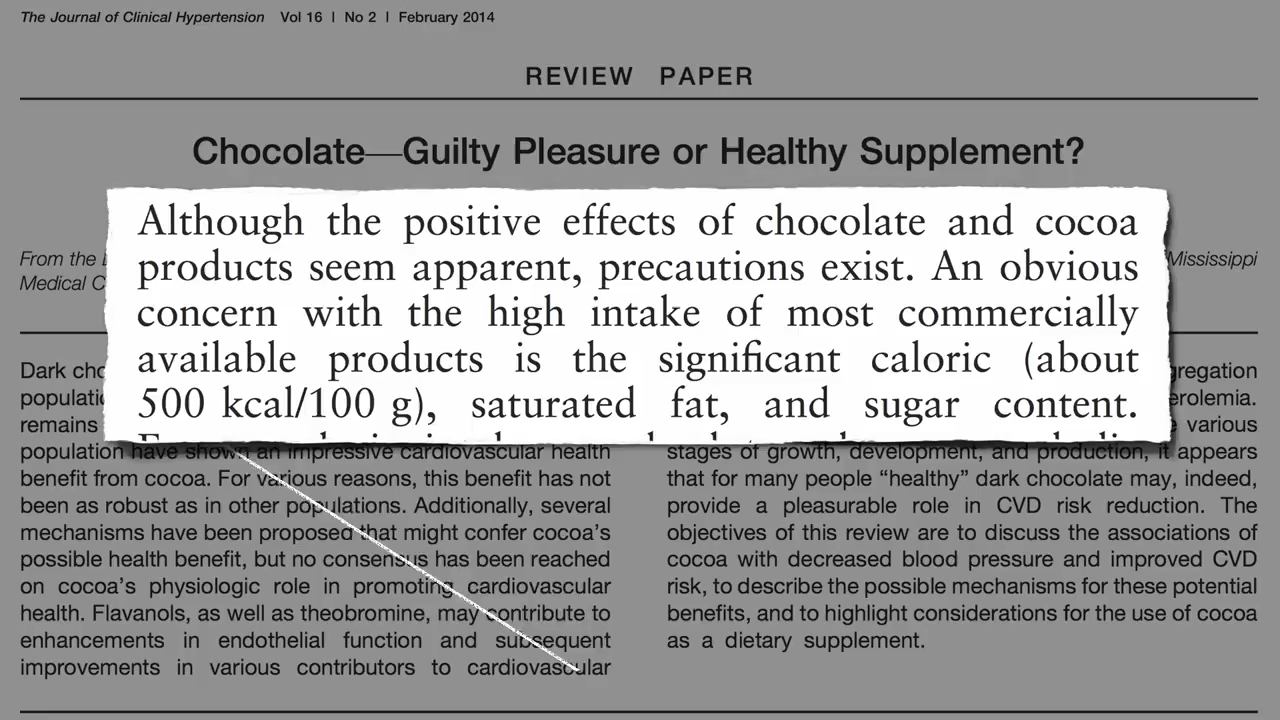 The Journal of Clinical Hypertension Vol 16 | No 2 | February 2014
REVIEW PAPER
Chocolate—Guilty Pleasure or Healthy Supplement?
Although the positive effects of chocolate and cocoa
products seem apparent, precautions exist. An obvious
concern with the high intake of most commercially
available products is the significant caloric (about
500 kcal/100 g), saturated fat, and sugar content.
From the
Mississippi
Medical
Dark
remains
population have shown an impressive cardiovascular health
benefit from cocoa. For various reasons, this benefit has not
been as robust as in other populations. Additionally, several
mechanisms have been proposed that might confer cocoa's
possible health benefit, but no consensus has been reached
on cocoa's physiologic role in promoting cardiovascular
health. Flavanols, as well as theobromine, may contribute to
enhancements in endothelial function and subsequent
improvements in various contributors to cardiovascular
various
stages of growth, development, and production, it appears
that for many people “healthy” dark chocolate may, indeed,
provide a pleasurable role in CVD risk reduction. The
objectives of this review are to discuss the associations of
cocoa with decreased blood pressure and improved CVD
risk, to describe the possible mechanisms for these potential
benefits, and to highlight considerations for the use of cocoa
as a dietary supplement.